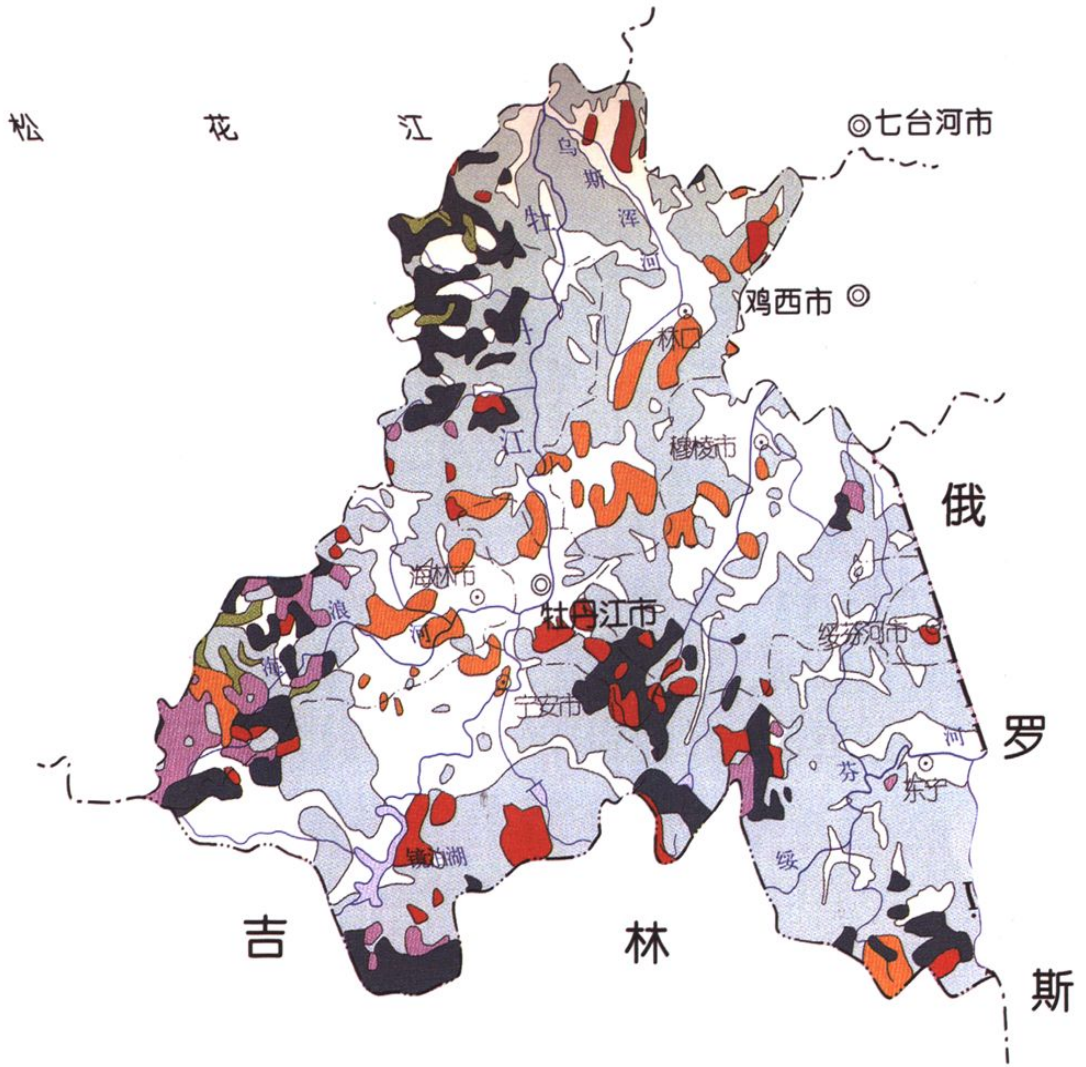 松花江
七台河市
乌斯浑河
牡丹江
鸡西市
林口
穆棱市
俄罗斯
海林市
牡丹江市
海浪河
绥芬河市
宁安市
绥芬河
东宁
镜泊湖
吉林